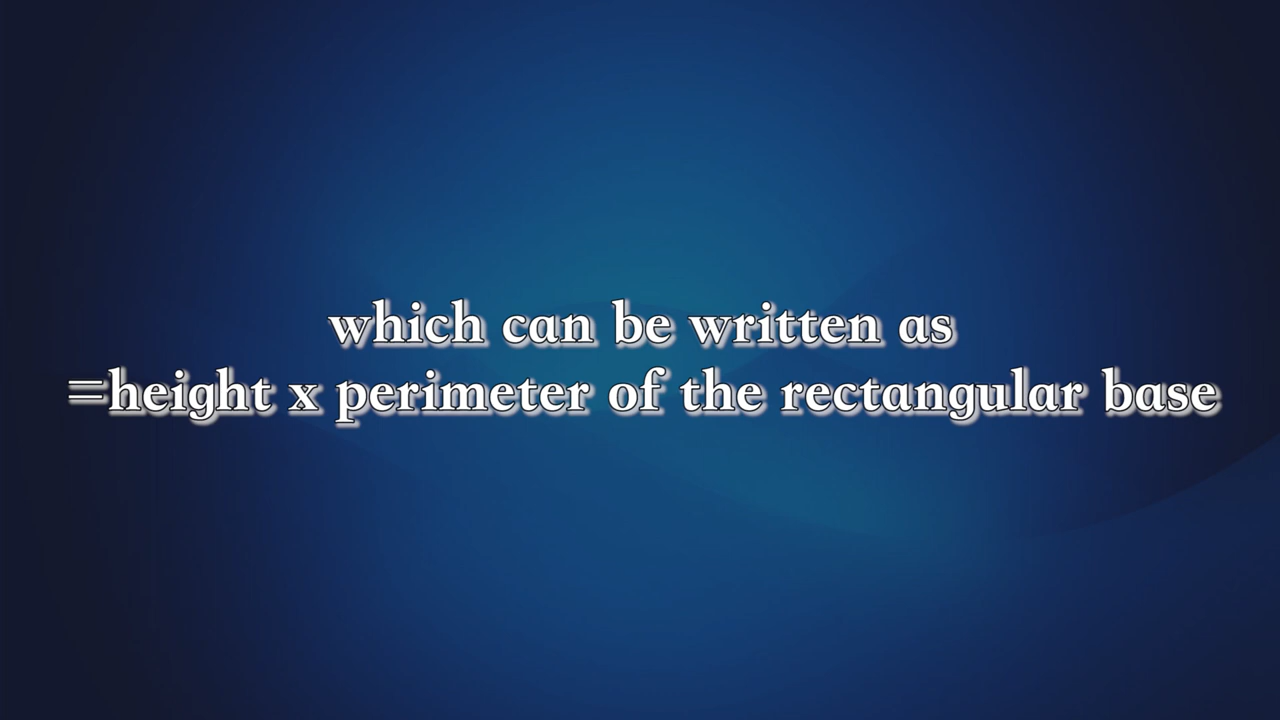 which can be written as
=height x perimeter of the rectangular base